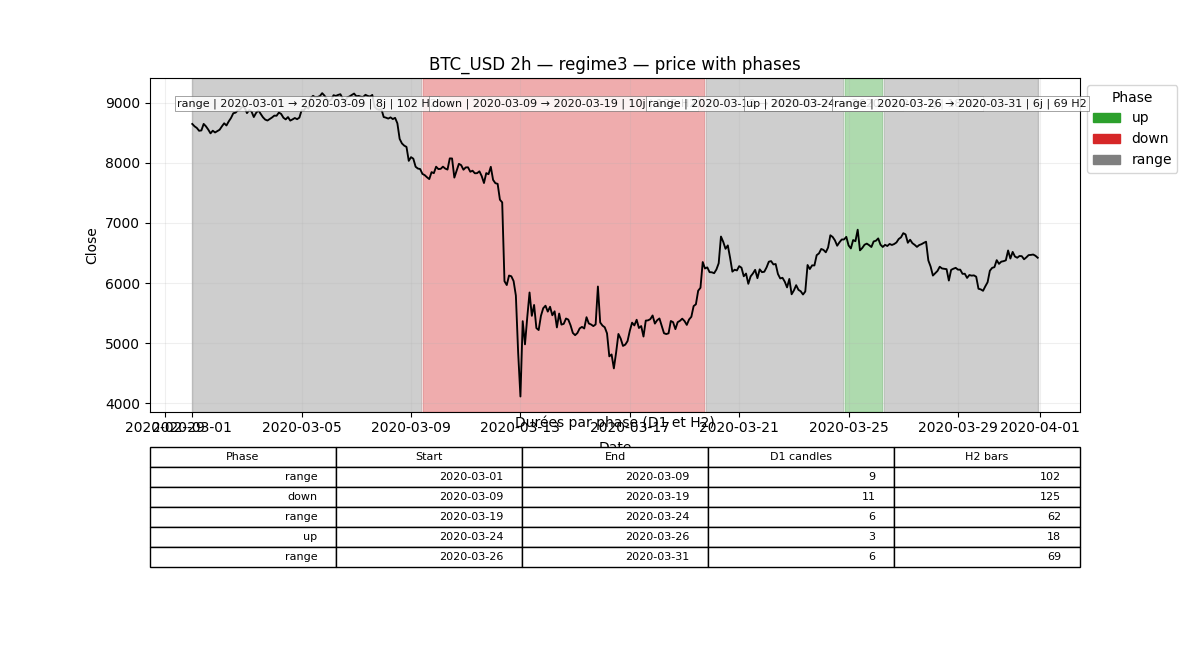 BTC_USD 2h — regime3 — price with phases
range | 2020-03-01 → 2020-03-09 | 8j | 102 H
down | 2020-03-09 → 2020-03-19 | 10j
range | 2020-03-1
up | 2020-03-24
range | 2020-03-26 → 2020-03-31 | 6j | 69 H2
Phase
up
down
range
9000
8000
7000
6000
5000
4000
Close
2020-03-01 2020-03-05 2020-03-09 2020-03-13 2020-03-17 2020-03-21 2020-03-25 2020-03-29 2020-04-01
Durées par phase (D1 et H2)
Date
Phase Start End D1 candles H2 bars
range 2020-03-01 2020-03-09 9 102
down 2020-03-09 2020-03-19 11 125
range 2020-03-19 2020-03-24 6 62
up 2020-03-24 2020-03-26 3 18
range 2020-03-26 2020-03-31 6 69